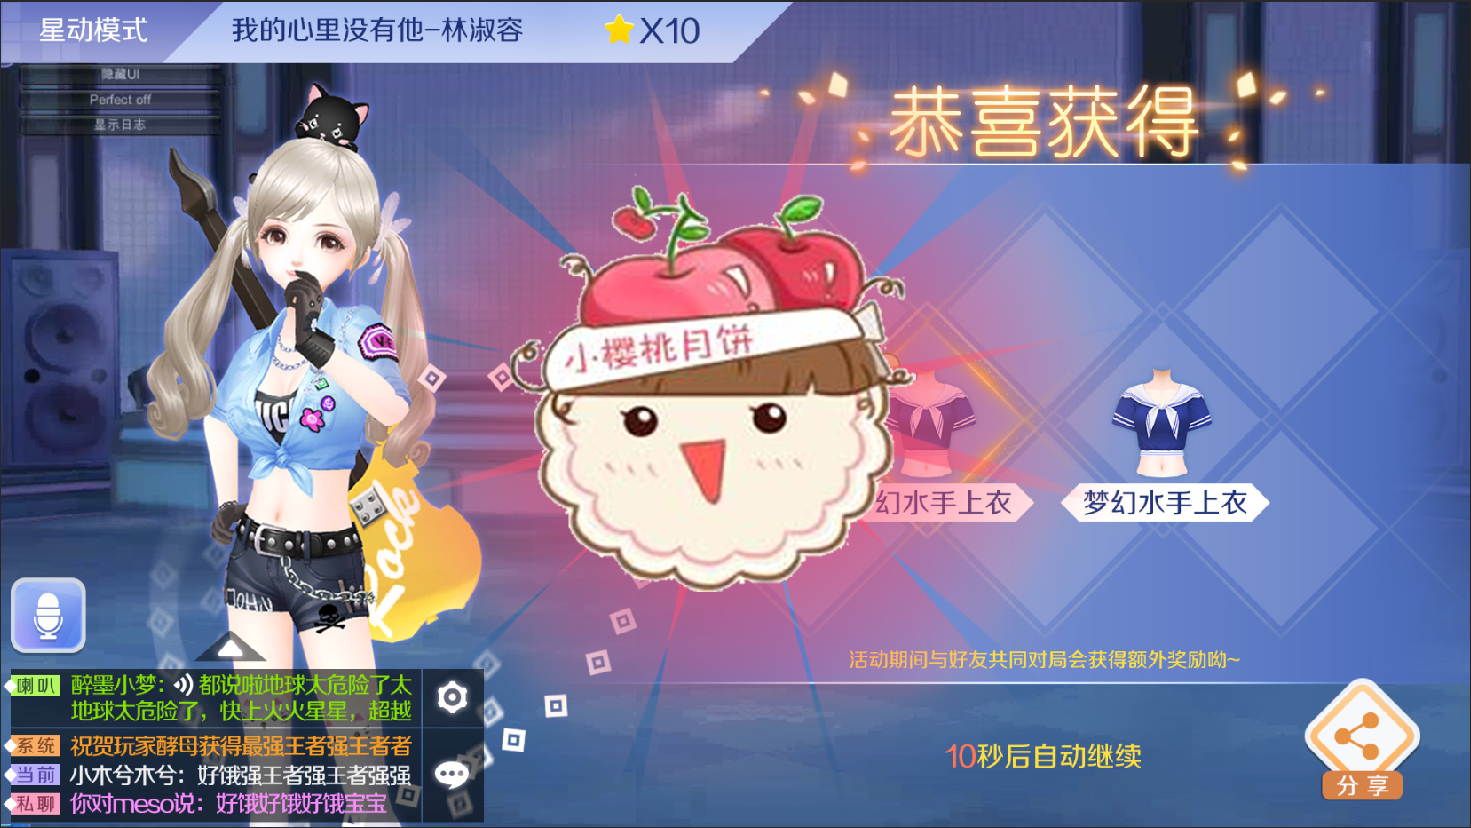 星动模式
我的心里没有他-林淑容
X10
隐藏UI
Perfect off
显示日志
恭喜获得
小樱桃月饼
幻水手上衣
梦幻水手上衣
Rock
活动期间与好友共同对局会获得额外奖励呦~
喇叭 醉墨小梦: 都说啦地球太危险了太
地球太危险了，快上火火星星，超越
系统 祝贺玩家酵母获得最强王者强王者者
当前 小木兮木兮：好饿强王者强王者强强
私聊 你对meso说：好饿好饿好饿宝宝
10秒后自动继续
分享